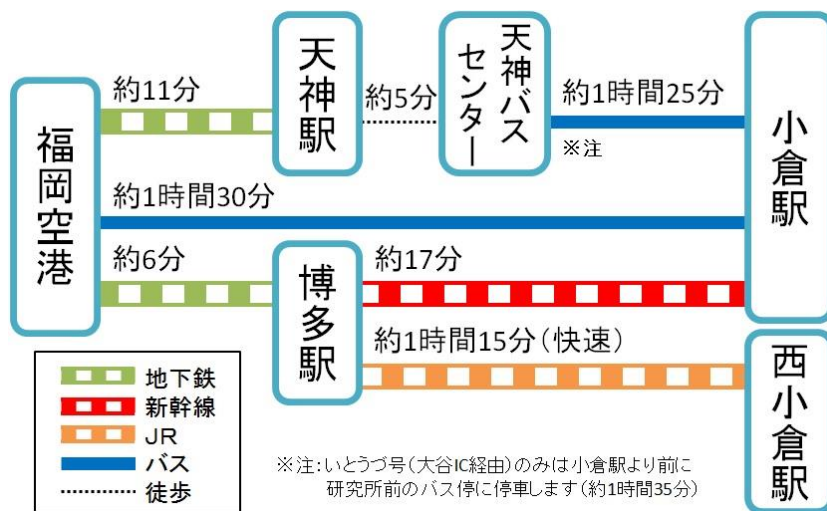 福岡空港
約11分
天神駅
約5分
天神バス
センター
約1時間25分
※注
小倉駅
約1時間30分
約6分
博多駅
約17分
約1時間15分（快速）
西小倉駅
地下鉄
新幹線
JR
バス
徒歩
※注：いとうづ号（大谷IC経由）のみは小倉駅より前に
研究所前のバス停に停車します（約1時間35分）